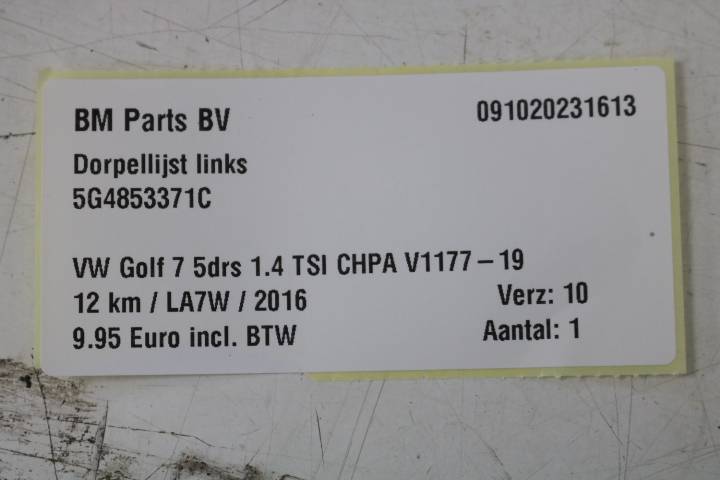 BM Parts BV 091020231613
Dorpellijst links
5G4853371C
VW Golf 7 5drs 1.4 TSI CHPA V1177-19
12 km / LA7W / 2016 Verz: 10
9.95 Euro incl. BTW Aantal: 1